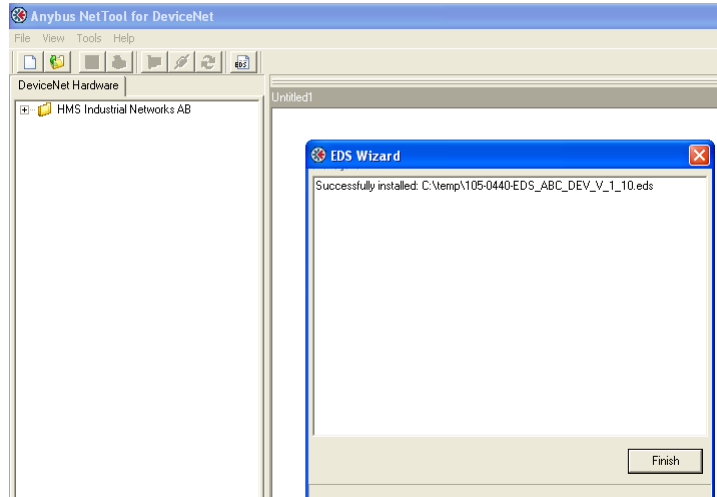 Anybus NetTool for DeviceNet
File View Tools Help
EDS
DeviceNet Hardware
Untitled1
HMS Industrial Networks AB
EDS Wizard
Successfully installed: C:\temp\105-0440-EDS_ABC_DEV_V_1_10.eds
Finish